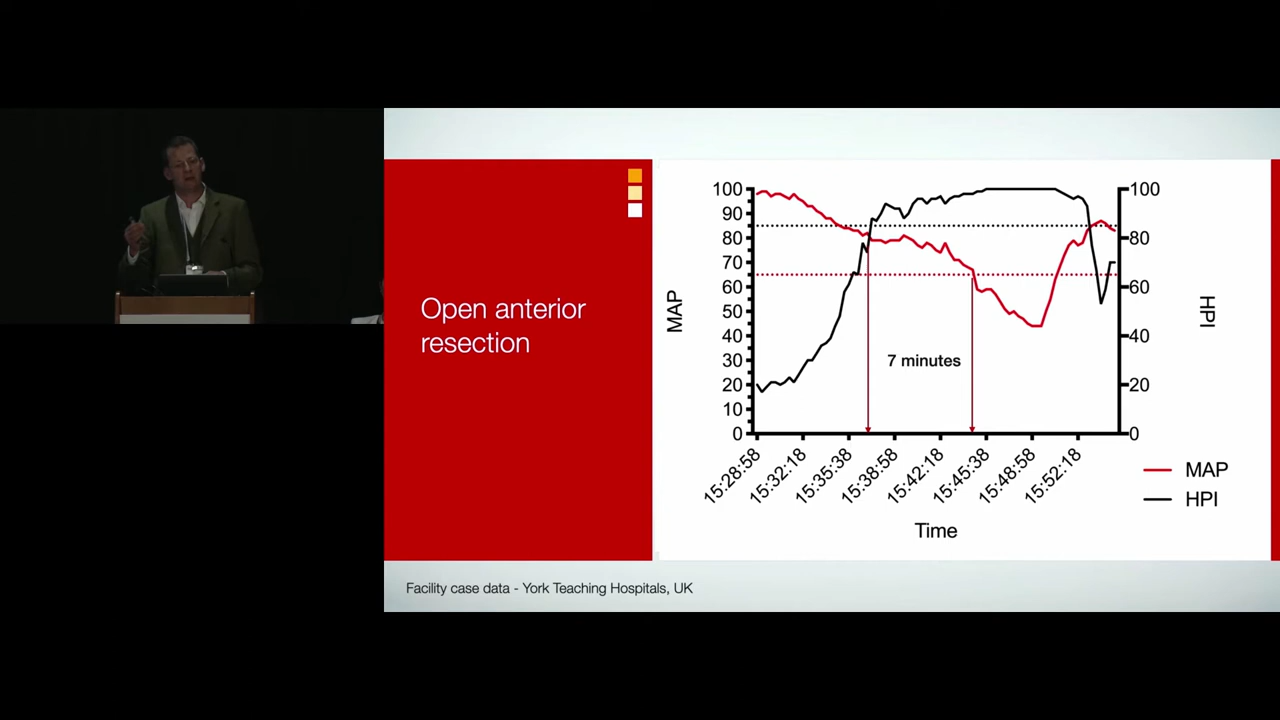 Open anterior
resection
MAP
100
90
80
70
60
50
40
30
20
10
0
100
80
60
40
20
0
HPI
7 minutes
15:28:58
15:32:18
15:35:38
15:38:58
15:42:18
15:45:38
15:48:58
15:52:18
Time
MAP
HPI
Facility case data - York Teaching Hospitals, UK